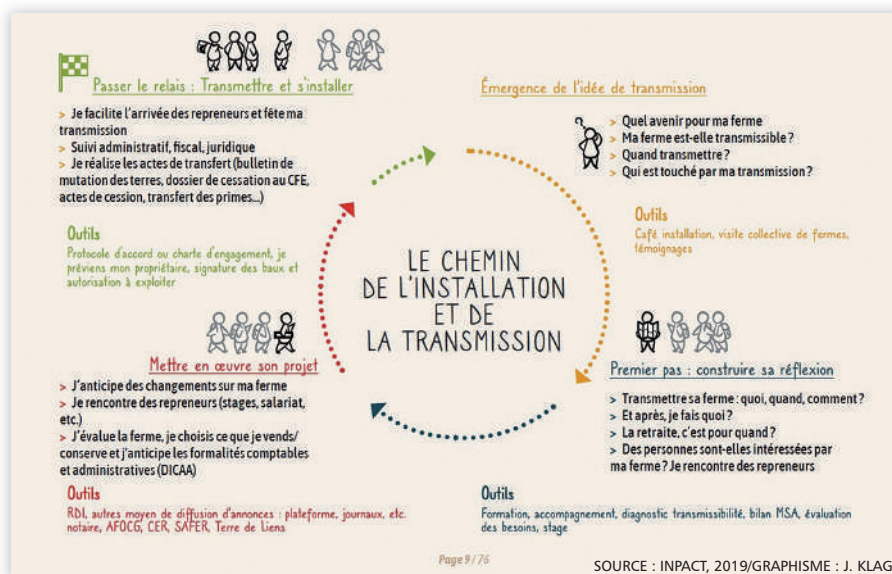 Passer le relais : Transmettre et s'installer
> Je facilite l'arrivée des repreneurs et fête ma
transmission
> Suivi administratif, fiscal, juridique
> Je réalise les actes de transfert (bulletin de
mutation des terres, dossier de cessation au CFE,
actes de cession, transfert des primes...)
Outils
Protocole d'accord ou charte d'engagement, je
préviens mon propriétaire, signature des baux et
autorisation à exploiter
Émergence de l'idée de transmission
> Quel avenir pour ma ferme
> Ma ferme est-elle transmissible ?
> Quand transmettre ?
> Qui est touché par ma transmission ?
Outils
Café installation, visite collective de fermes,
témoignages
LE CHEMIN
DE L'INSTALLATION
ET DE
LA TRANSMISSION
Mettre en œuvre son projet
> J'anticipe des changements sur ma ferme
> Je rencontre des repreneurs (stages, salariat,
etc.)
> J'évalue la ferme, je choisis ce que je vends/
conserve et j'anticipe les formalités comptables
et administratives (DICAA)
Outils
RDI, autres moyen de diffusion d'annonces : plateforme, journaux, etc.
notaire, AFOCG, CER, SAFER, Terre de Liens
Premier pas : construire sa réflexion
> Transmettre sa ferme : quoi, quand, comment ?
> Et après, je fais quoi ?
> La retraite, c'est pour quand ?
> Des personnes sont-elles intéressées par
ma ferme ? Je rencontre des repreneurs
Outils
Formation, accompagnement, diagnostic transmissibilité, bilan MSA, évaluation
des besoins, stage
Page 9 / 76
SOURCE : INPACT, 2019/GRAPHISME : J. KLAG